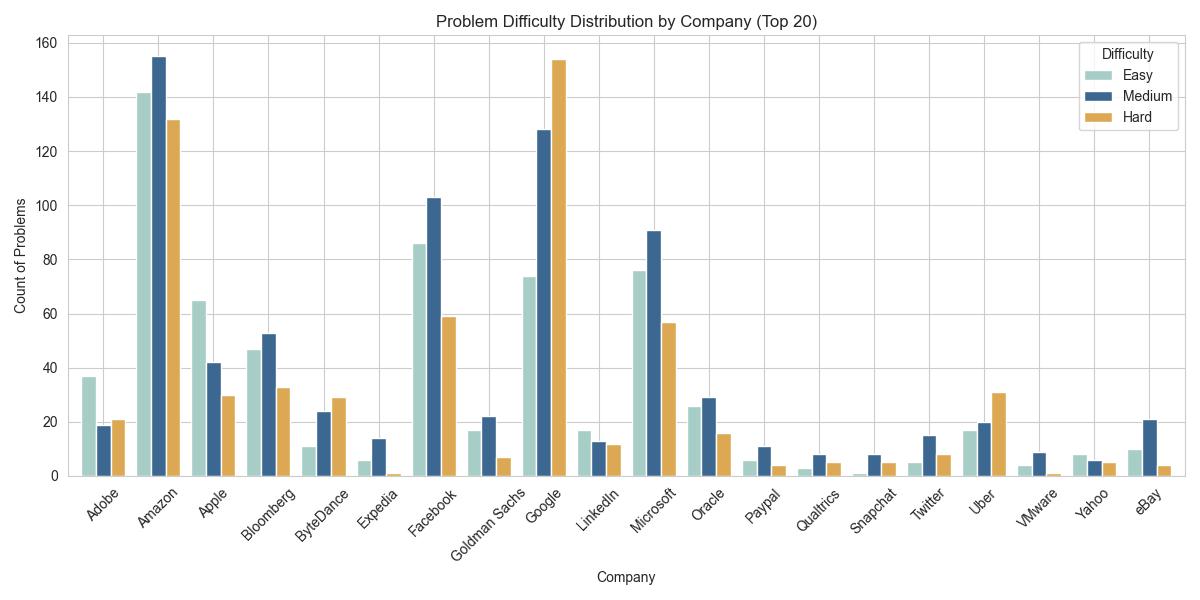 Problem Difficulty Distribution by Company (Top 20)
Difficulty
Easy
Medium
Hard
Count of Problems
160
140
120
100
80
60
40
20
0
Adobe
Amazon
Apple
Bloomberg
ByteDance
Expedia
Facebook
Goldman Sachs
Google
LinkedIn
Microsoft
Oracle
Paypal
Qualtrics
Snapchat
Twitter
Uber
VMware
Yahoo
eBay
Company